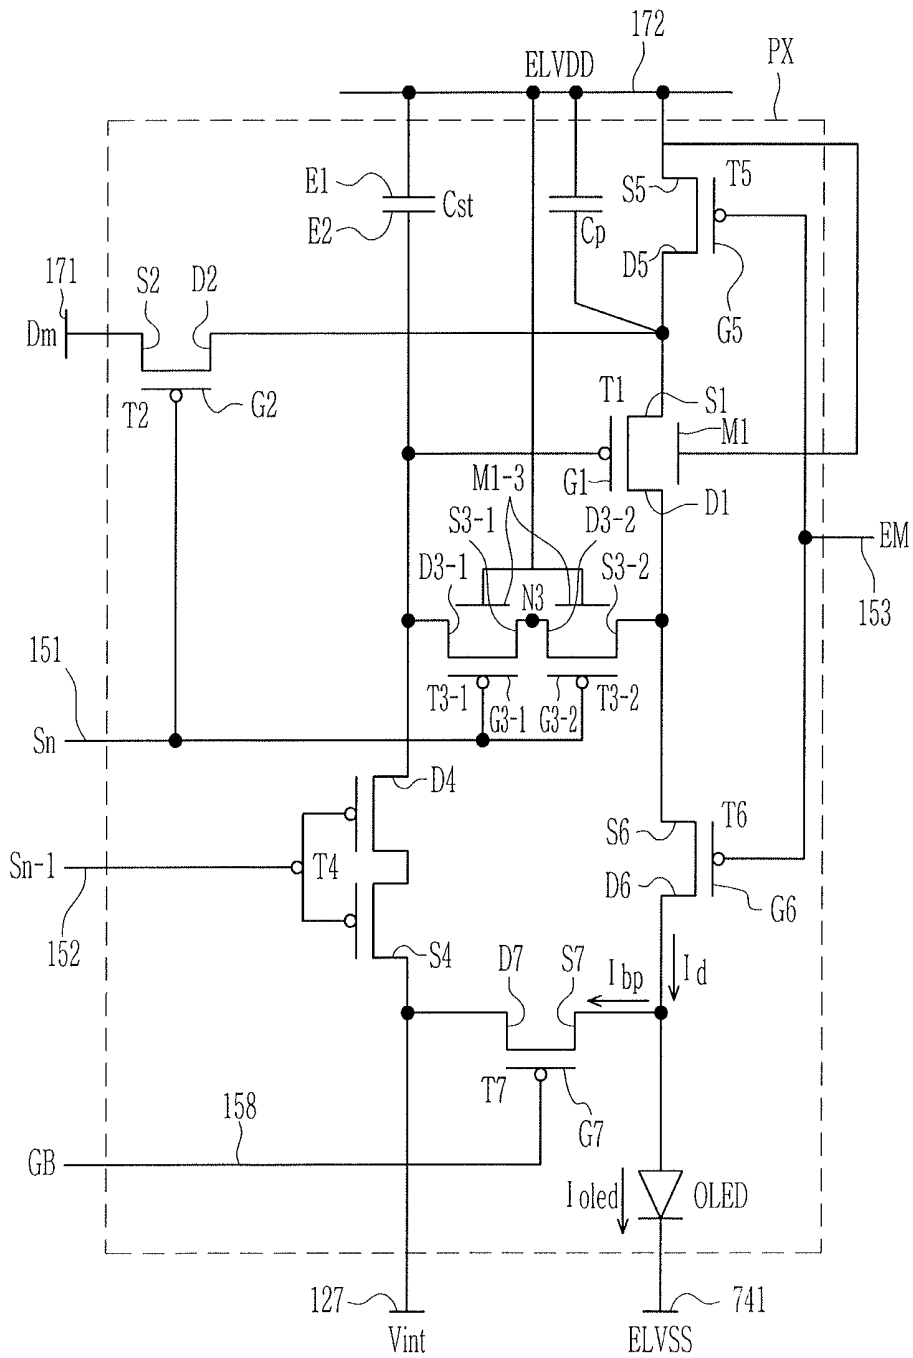 172
ELVDD
PX
E1
Cst
E2
Cp
S5
T5
D5
G5
171
S2
D2
Dm
T2
G2
T1
S1
M1
G1
D1
M1-3
S3-1
D3-2
D3-1
N3
S3-2
EM
153
151
T3-1
G3-1
G3-2
T3-2
Sn
D4
Sn-1
T4
S6
T6
D6
G6
152
S4
D7
S7
Ibp
Id
T7
G7
158
GB
Ioled
OLED
127
741
Vint
ELVSS